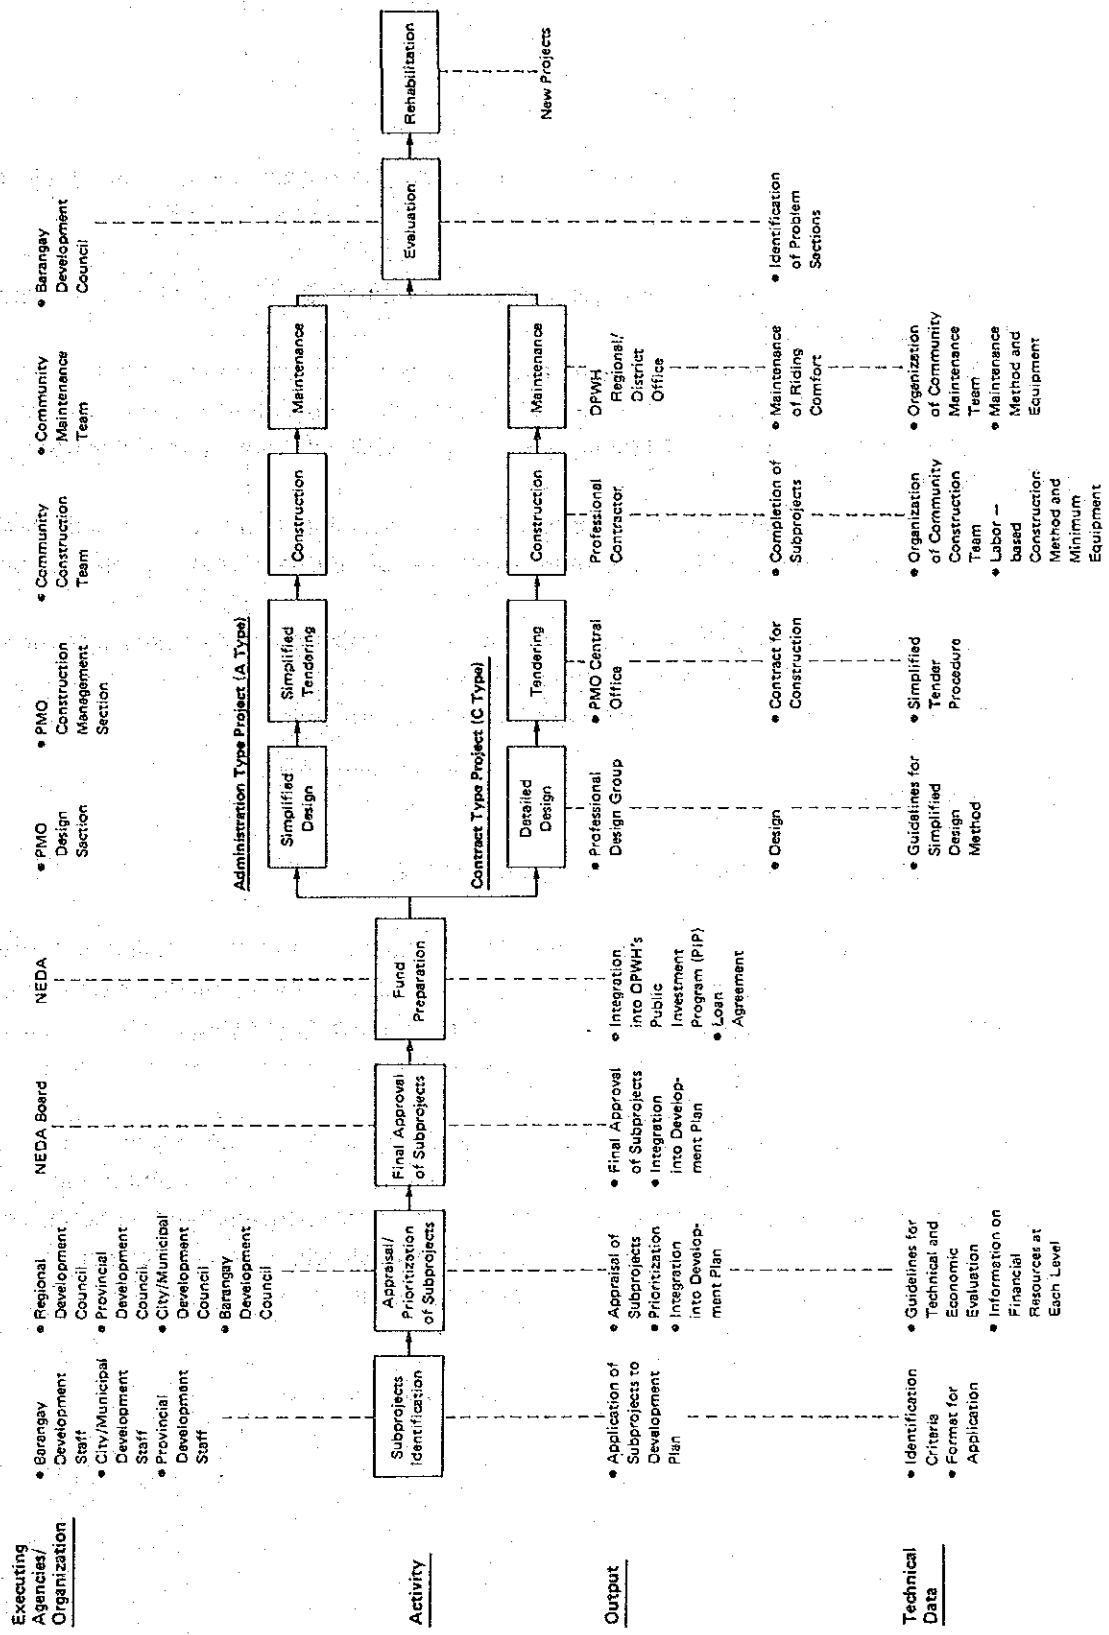 Executing
Agencies/
Organization
• Barangay
Development
Staff
• City/Municipal
Development
Staff
• Provincial
Development
Staff
• Regional
Development
Council
• Provincial
Development
Council
• City/Municipal
Development
Council
• Barangay
Development
Council
NEDA Board
NEDA
• PMO
Design
Section
• PMO
Construction
Management
Section
• Community
Construction
Team
• Community
Maintenance
Team
• Barangay
Development
Council
Activity
Subprojects
Identification
Appraisal/
Prioritization
of Subprojects
Final Approval
of Subprojects
Fund
Preparation
Administration Type Project (A Type)
Simplified
Design
Simplified
Tendering
Construction
Maintenance
Contract Type Project (C Type)
Detailed
Design
Tendering
Construction
Maintenance
Evaluation
Rehabilitation
• Professional
Design Group
• PMO Central
Office
Professional
Contractor
DPWH
Regional/
District
Office
New Projects
Output
• Application of
Subprojects to
Development
Plan
• Appraisal of
Subprojects
• Prioritization
• Integration
into Develop-
ment Plan
• Final Approval
of Subprojects
• Integration
into Develop-
ment Plan
• Integration
into DPWH's
Public
Investment
Program (PIP)
• Loan
Agreement
• Design
• Contract for
Construction
• Completion of
Subprojects
• Maintenance
of Riding
Comfort
• Identification
of Problem
Sections
Technical
Data
• Identification
Criteria
• Format for
Application
• Guidelines for
Technical and
Economic
Evaluation
• Information on
Financial
Resources at
Each Level
• Guidelines for
Simplified
Design
Method
• Simplified
Tender
Procedure
• Organization
of Community
Construction
Team
• Labor —
based
Construction
Method and
Minimum
Equipment
• Organization
of Community
Maintenance
Team
• Maintenance
Method and
Equipment